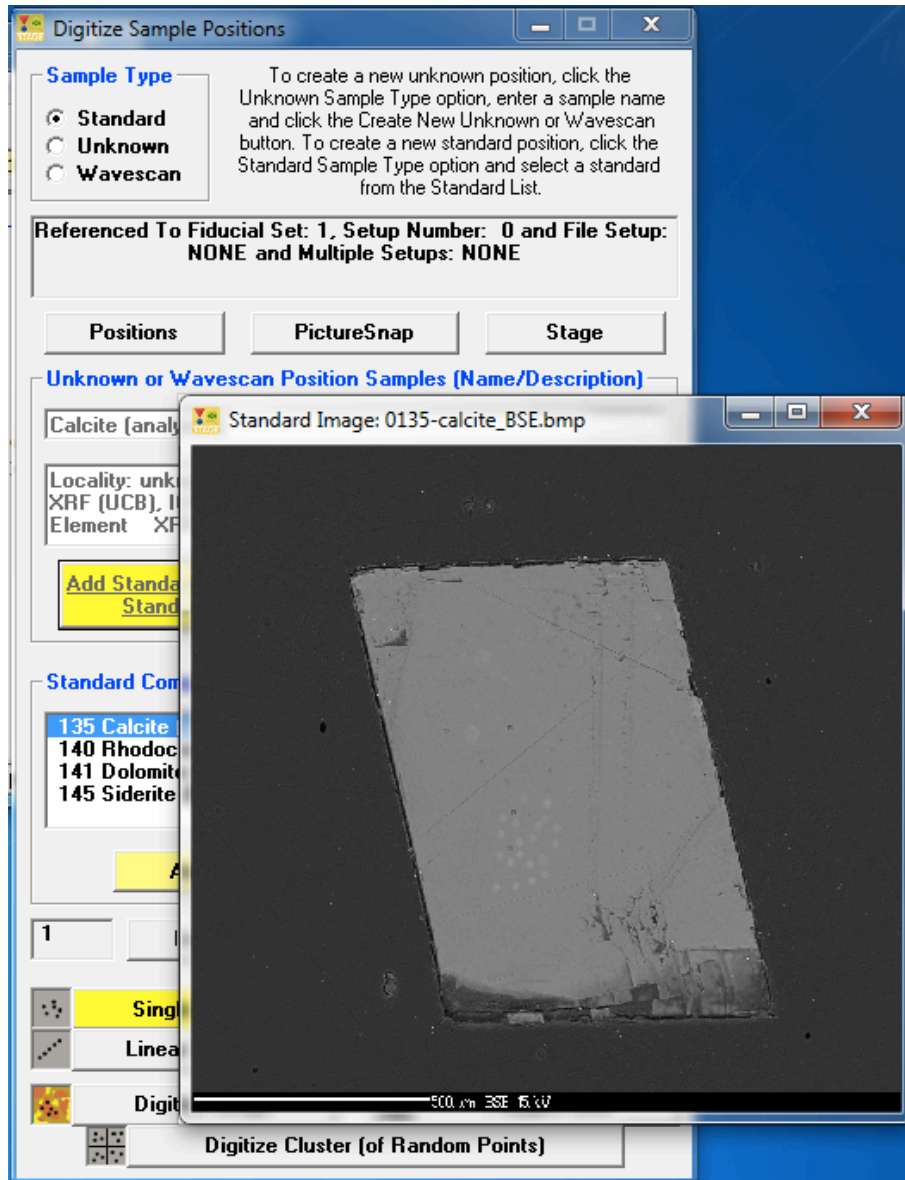 Digitize Sample Positions
Sample Type
Standard
Unknown
Wavescan
To create a new unknown position, click the
Unknown Sample Type option, enter a sample name
and click the Create New Unknown or Wavescan
button. To create a new standard position, click the
Standard Sample Type option and select a standard
from the Standard List.
Referenced To Fiducial Set: 1, Setup Number: 0 and File Setup:
NONE and Multiple Setups: NONE
Positions
PictureSnap
Stage
Unknown or Wavescan Position Samples (Name/Description)
Calcite (analy
Standard Image: 0135-calcite_BSE.bmp
Locality: unk
XRF (UCB), I
Element XR
Add Standa
Stand
Standard Com
135 Calcite
140 Rhodoc
141 Dolomite
145 Siderite
A
1
Singl
Linea
Digit
500 um BSE 15 kV
Digitize Cluster (of Random Points)